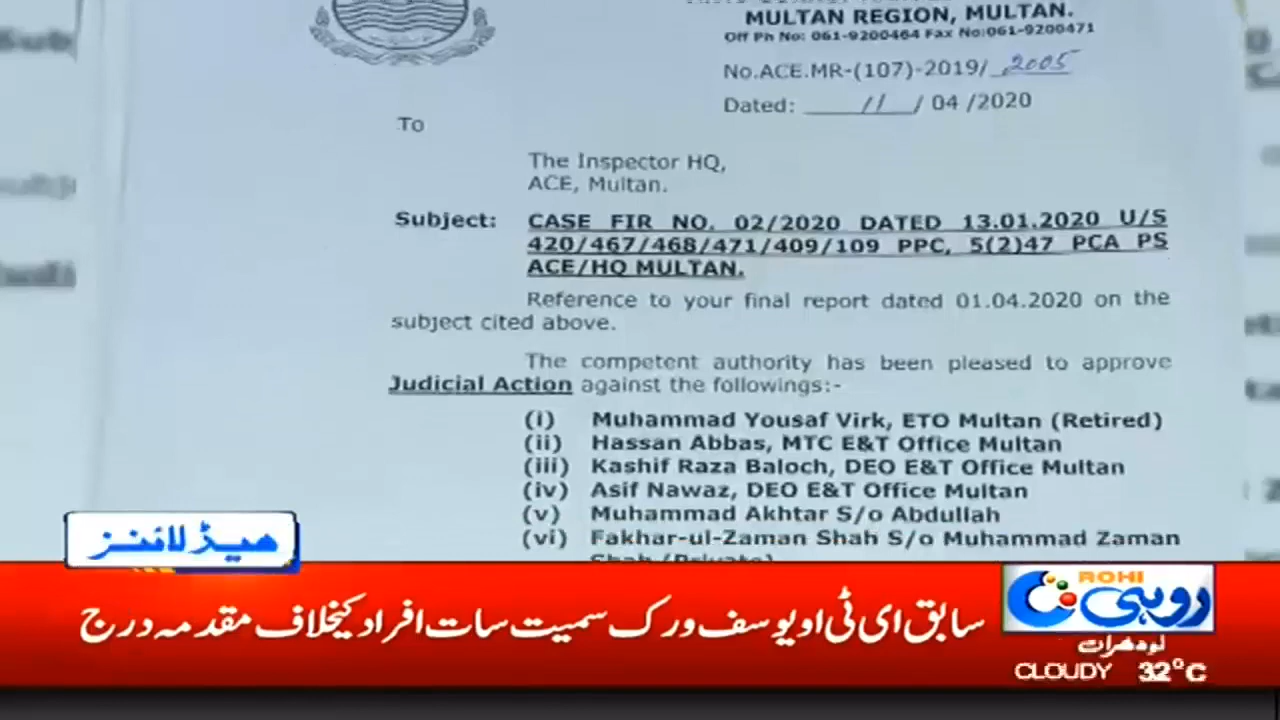 MULTAN REGION, MULTAN.
Off Ph No: 061-9200464 Fax No:061-9200471
No.ACE.MR-(107)-2019/ 2005
Dated: // / 04 /2020
To
The Inspector HQ,
ACE, Multan.
Subject: CASE FIR NO. 02/2020 DATED 13.01.2020 U/S
420/467/468/471/409/109 PPC, 5(2)47 PCA PS
ACE/HQ MULTAN.
Reference to your final report dated 01.04.2020 on the
subject cited above.
The competent authority has been pleased to approve
Judicial Action against the followings:-
(i) Muhammad Yousaf Virk, ETO Multan (Retired)
(ii) Hassan Abbas, MTC E&T Office Multan
(iii) Kashif Raza Baloch, DEO E&T Office Multan
(iv) Asif Nawaz, DEO E&T Office Multan
(v) Muhammad Akhtar S/o Abdullah
(vi) Fakhar-ul-Zaman Shah S/o Muhammad Zaman
Shah (Private)
ہیڈ لائنز
سابق ای ٹی او یوسف ورک سمیت سات افراد کیخلاف مقدمہ درج
ROHI
روہی
لودھراں
CLOUDY 32°C